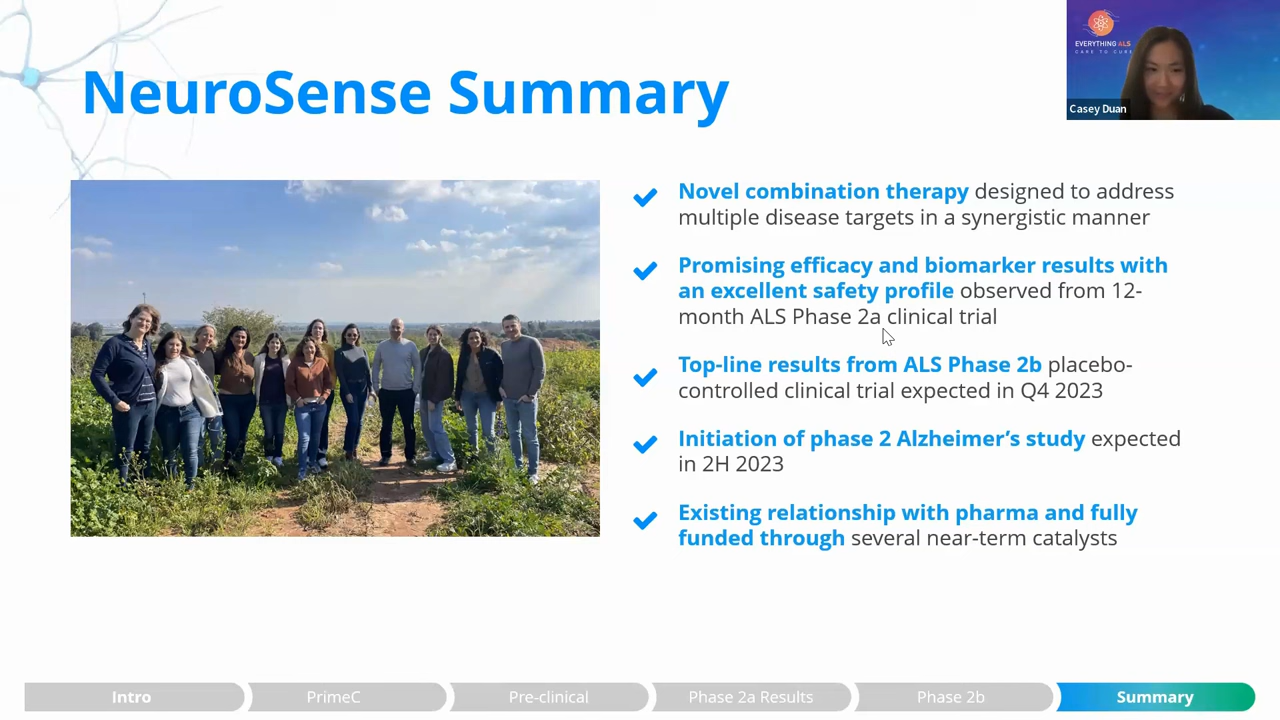 NeuroSense Summary
EVERYTHING ALS
CARE TO CURE
Casey Duan
Novel combination therapy designed to address
multiple disease targets in a synergistic manner
Promising efficacy and biomarker results with
an excellent safety profile observed from 12-
month ALS Phase 2a clinical trial
Top-line results from ALS Phase 2b placebo-
controlled clinical trial expected in Q4 2023
Initiation of phase 2 Alzheimer’s study expected
in 2H 2023
Existing relationship with pharma and fully
funded through several near-term catalysts
Intro
PrimeC
Pre-clinical
Phase 2a Results
Phase 2b
Summary